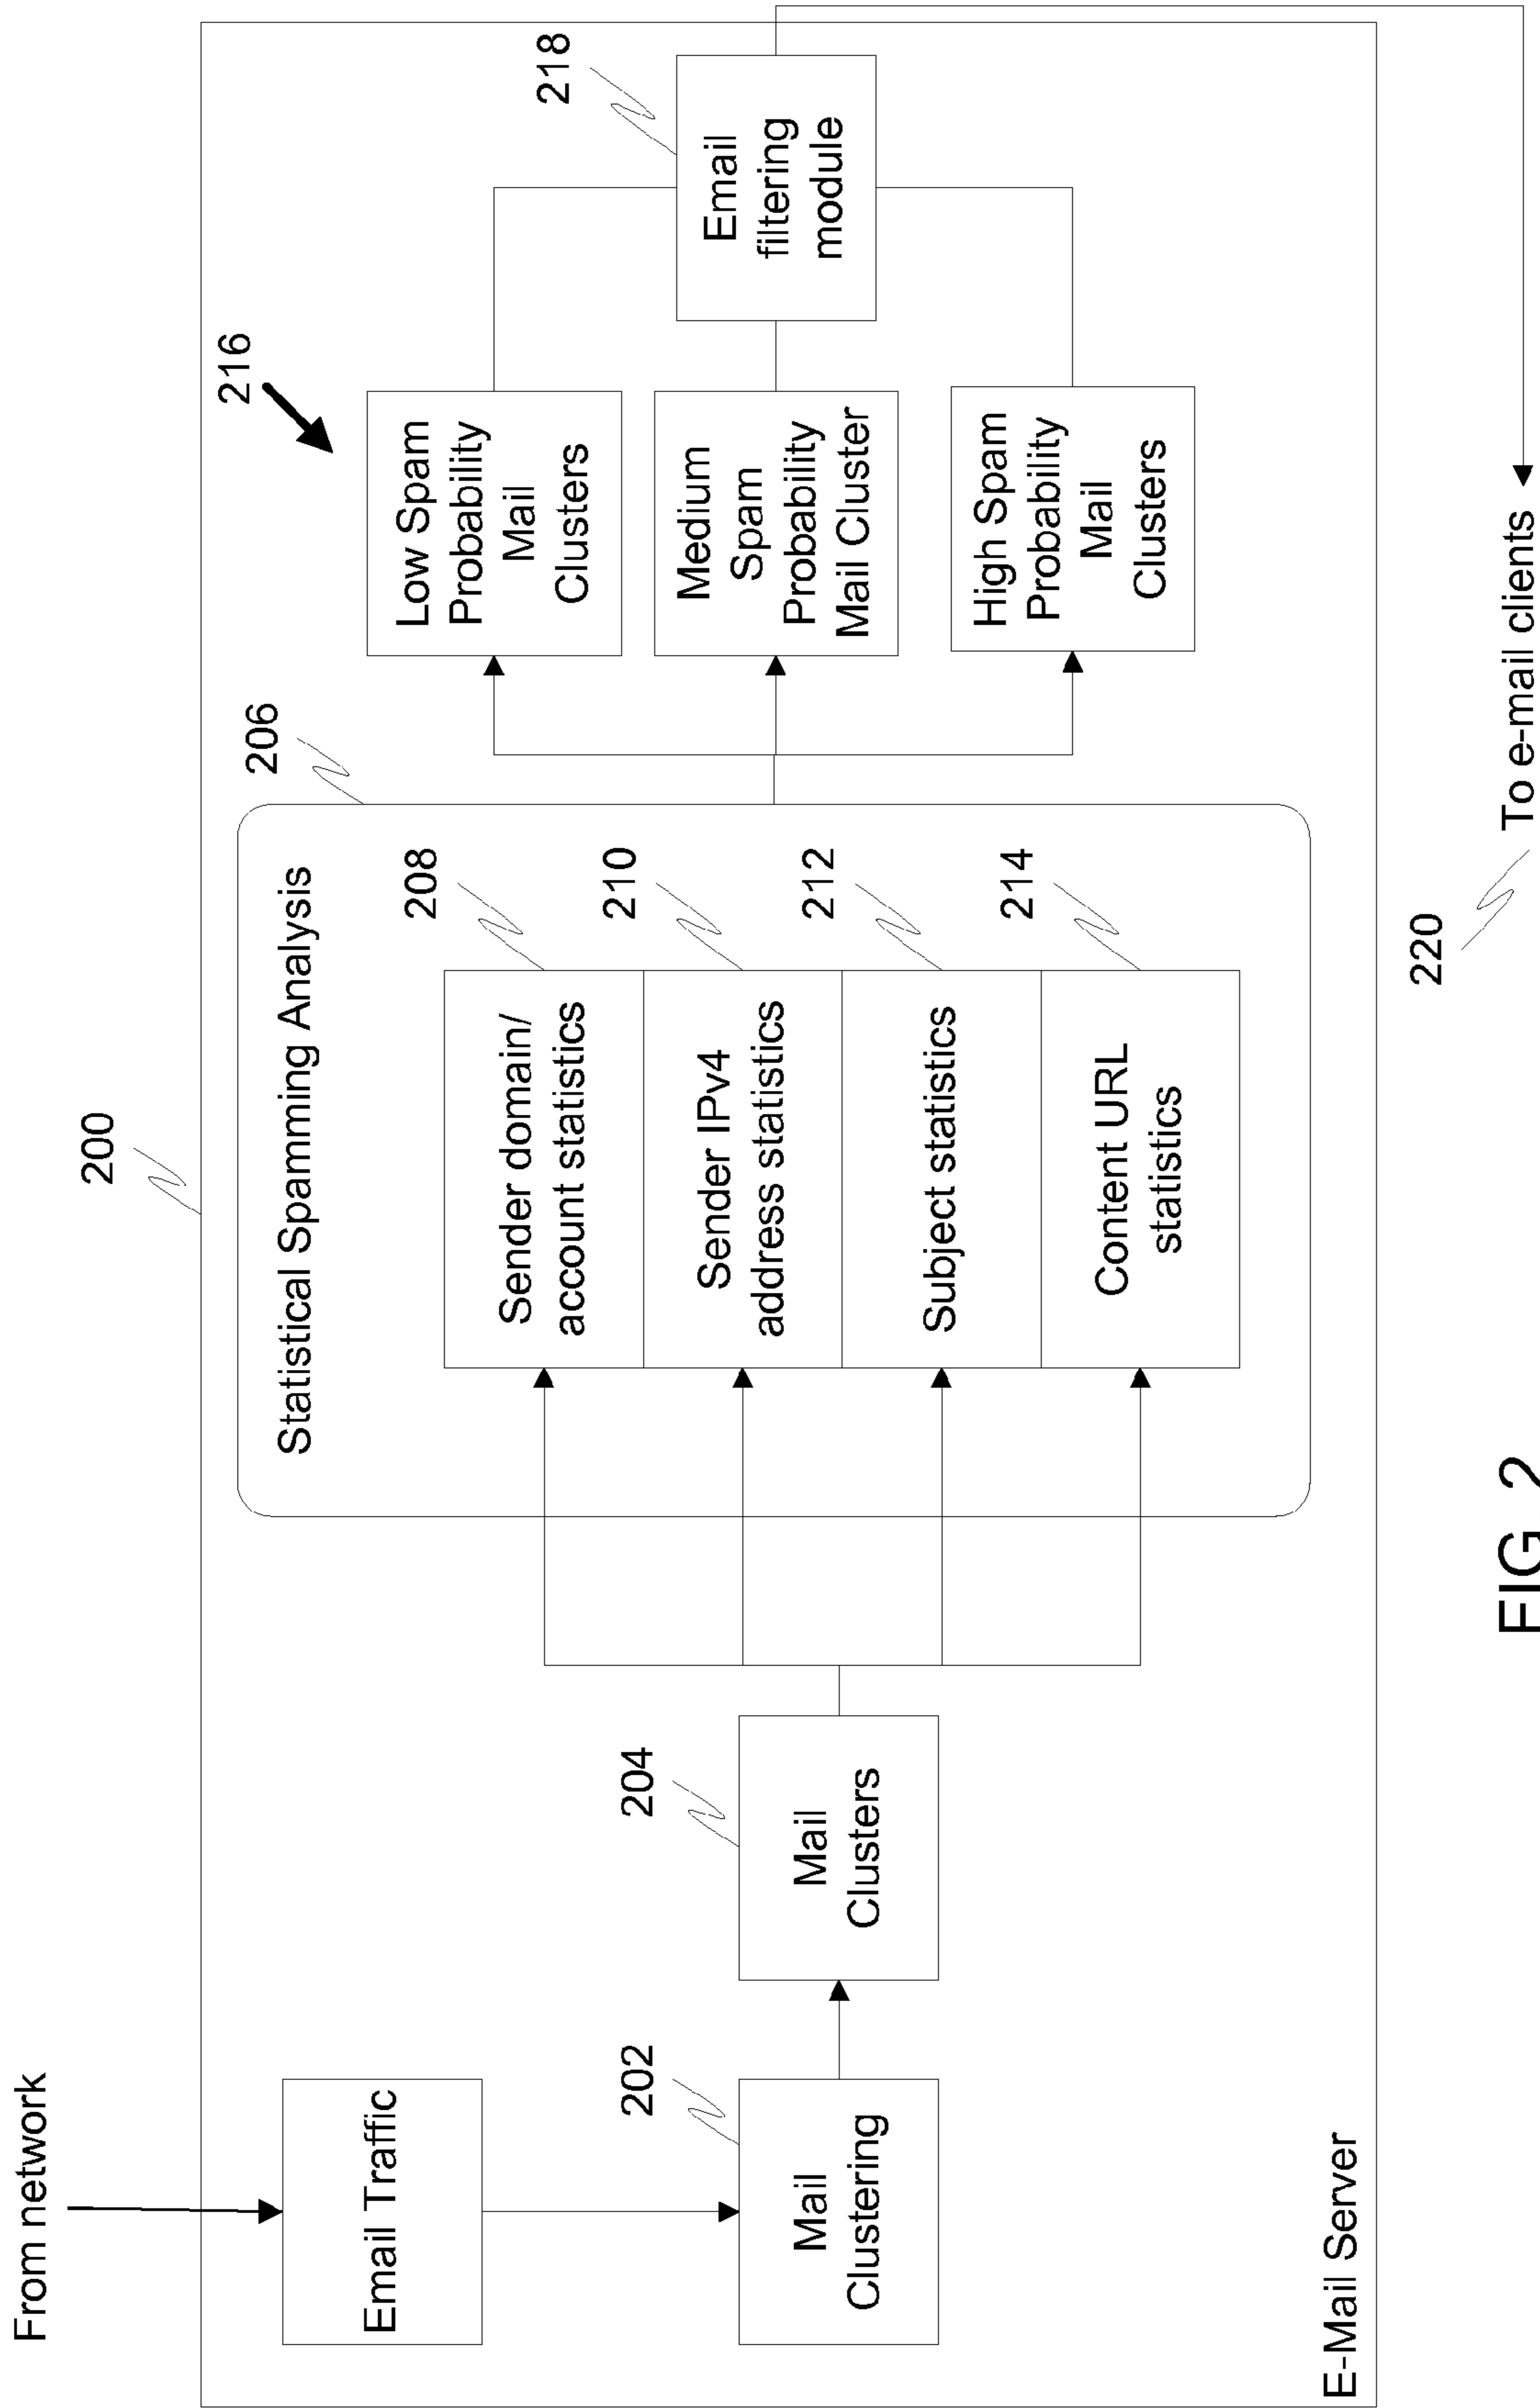 From network
200
Email Traffic
202
Mail
Clustering
204
Mail
Clusters
206
Statistical Spamming Analysis
208
Sender domain/
account statistics
210
Sender IPv4
address statistics
212
Subject statistics
214
Content URL
statistics
216
Low Spam
Probability
Mail
Clusters
Medium
Spam
Probability
Mail Cluster
High Spam
Probability
Mail
Clusters
218
Email
filtering
module
E-Mail Server
220
To e-mail clients
FIG. 2